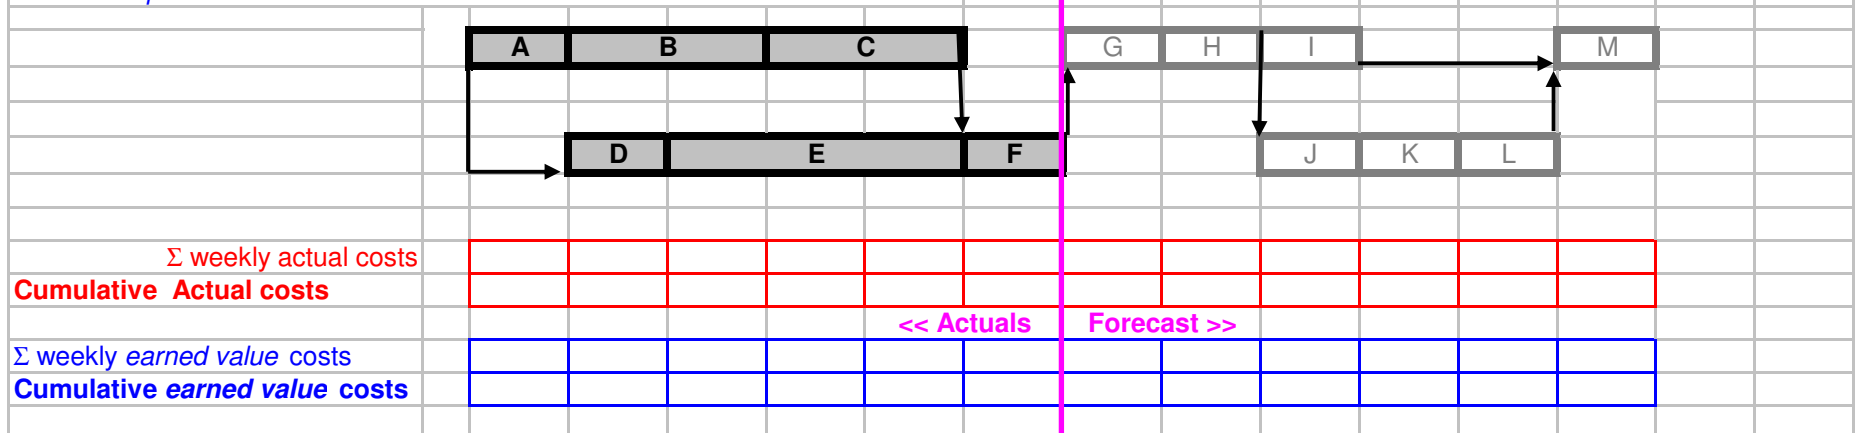 A B C G H I M
D E F J K L
Σ weekly actual costs
Cumulative Actual costs
<< Actuals Forecast >>
Σ weekly earned value costs
Cumulative earned value costs